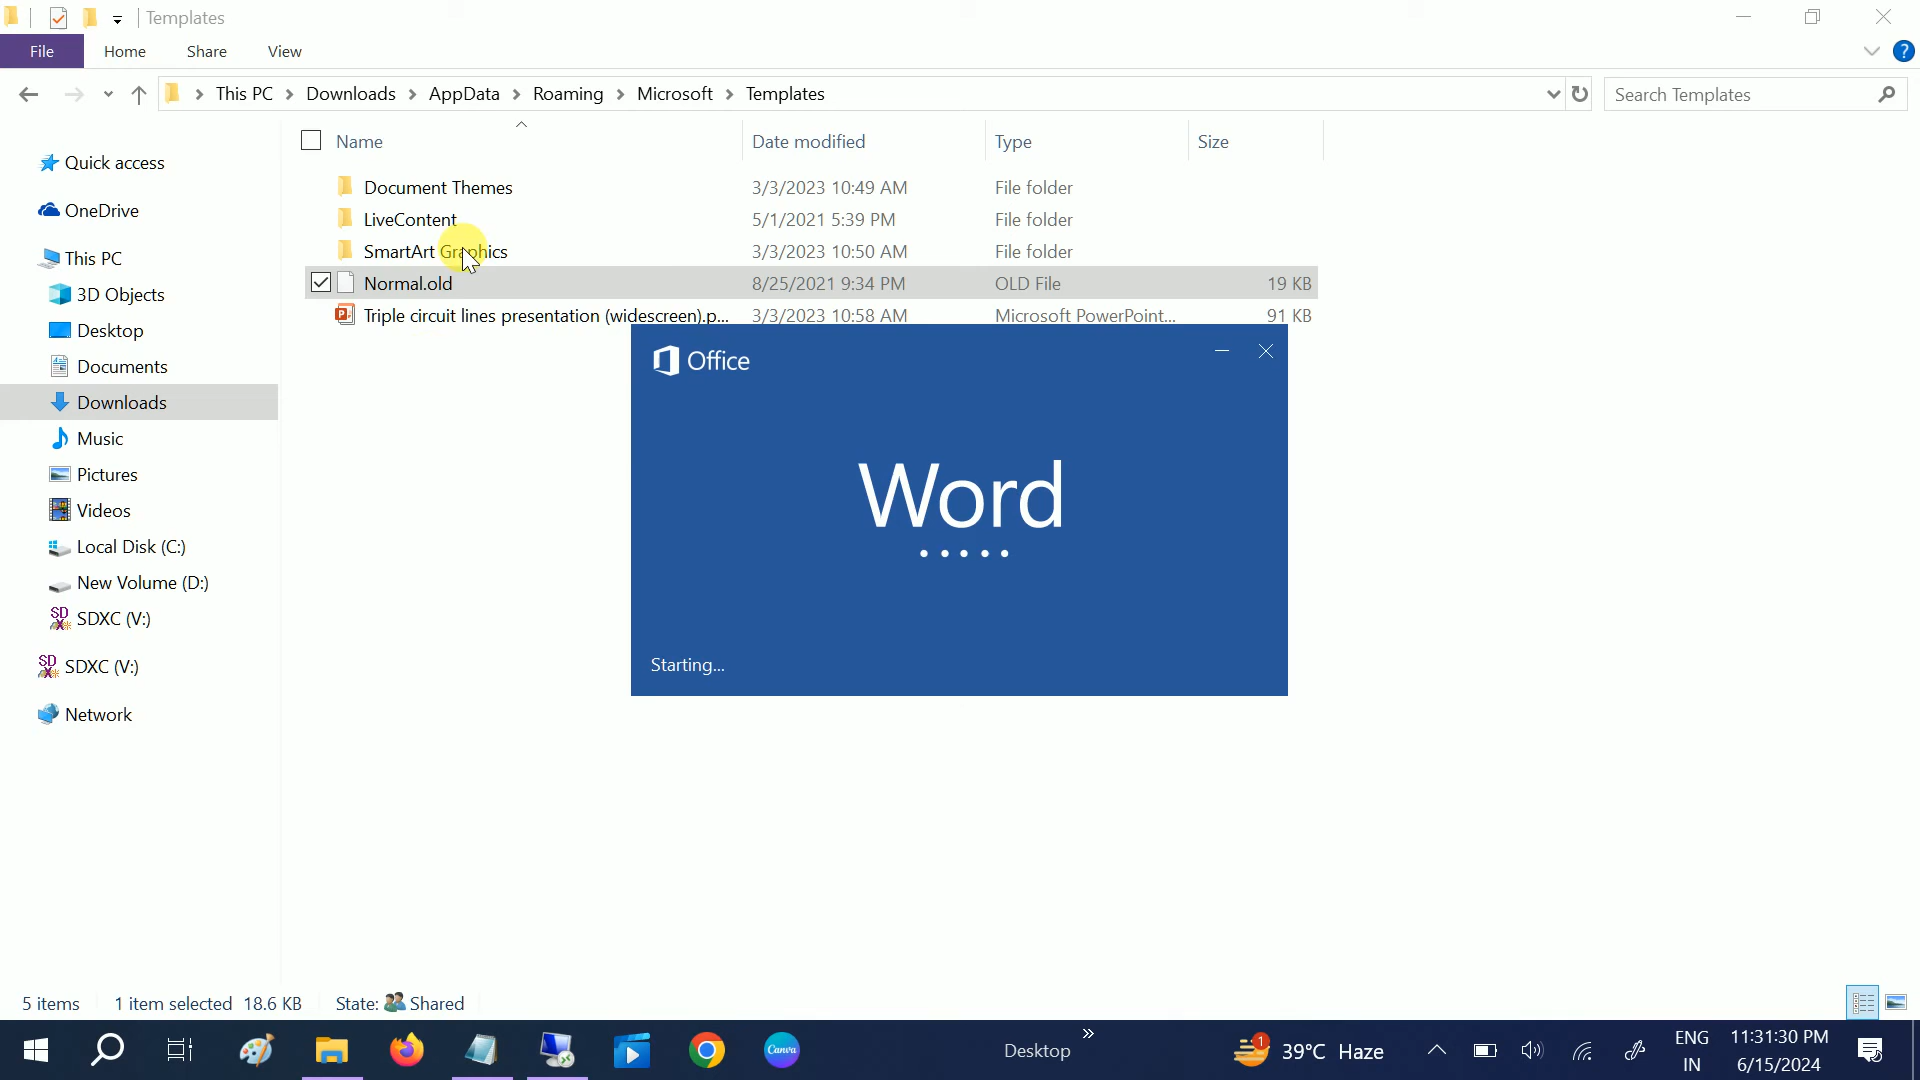 Templates
File Home Share View
This PC Downloads AppData Roaming Microsoft Templates Search Templates
Name Date modified Type Size
Quick access
OneDrive
This PC
3D Objects
Desktop
Documents
Downloads
Music
Pictures
Videos
Local Disk (C:)
New Volume (D:)
SDXC (V:)
SDXC (V:)
Network
Document Themes 3/3/2023 10:49 AM File folder
LiveContent 5/1/2021 5:39 PM File folder
SmartArt Graphics 3/3/2023 10:50 AM File folder
Normal.old 8/25/2021 9:34 PM OLD File 19 KB
Triple circuit lines presentation (widescreen).p... 3/3/2023 10:58 AM Microsoft PowerPoint... 91 KB
Office
Word
Starting...
5 items 1 item selected 18.6 KB State: Shared
Canva Desktop » 1 39°C Haze ENG 11:31:30 PM
IN 6/15/2024